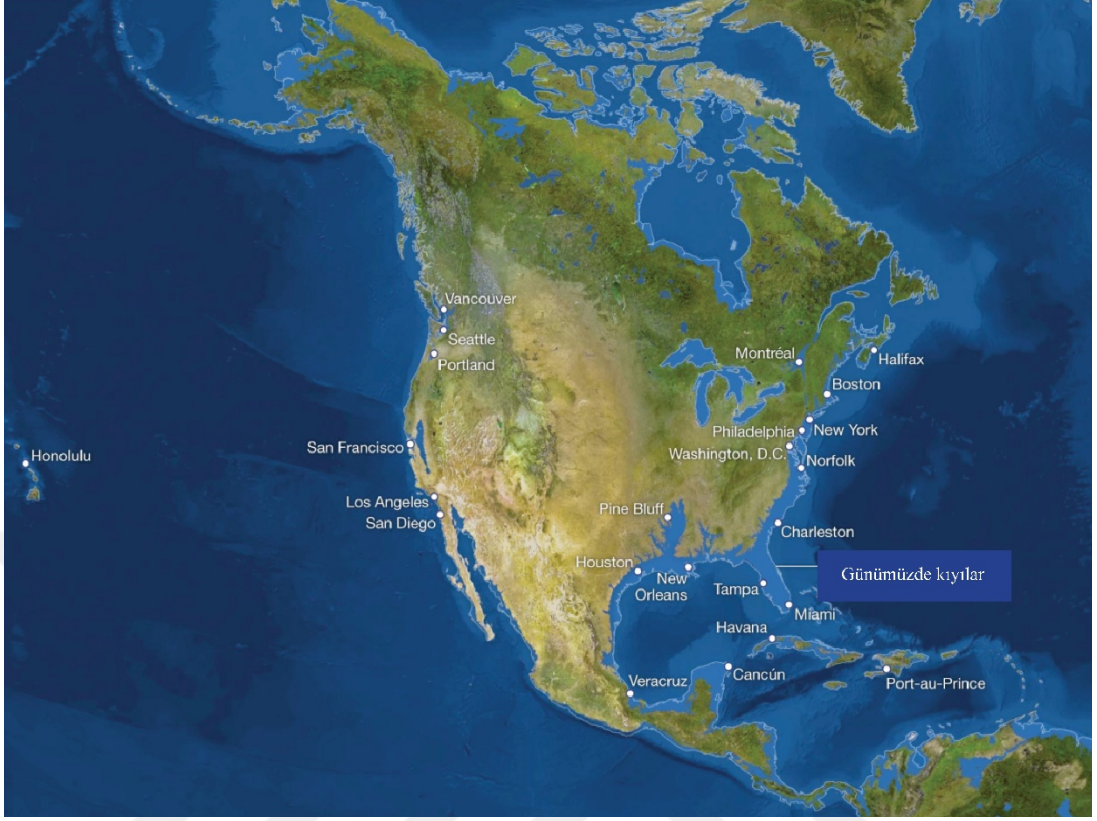 Vancouver
Seattle
Portland
Montréal
Halifax
Boston
Philadelphia
New York
Washington, D.C.
Norfolk
San Francisco
Honolulu
Los Angeles
San Diego
Pine Bluff
Charleston
Houston
New
Orleans
Günümüzde kıyılar
Tampa
Miami
Havana
Cancún
Veracruz
Port-au-Prince